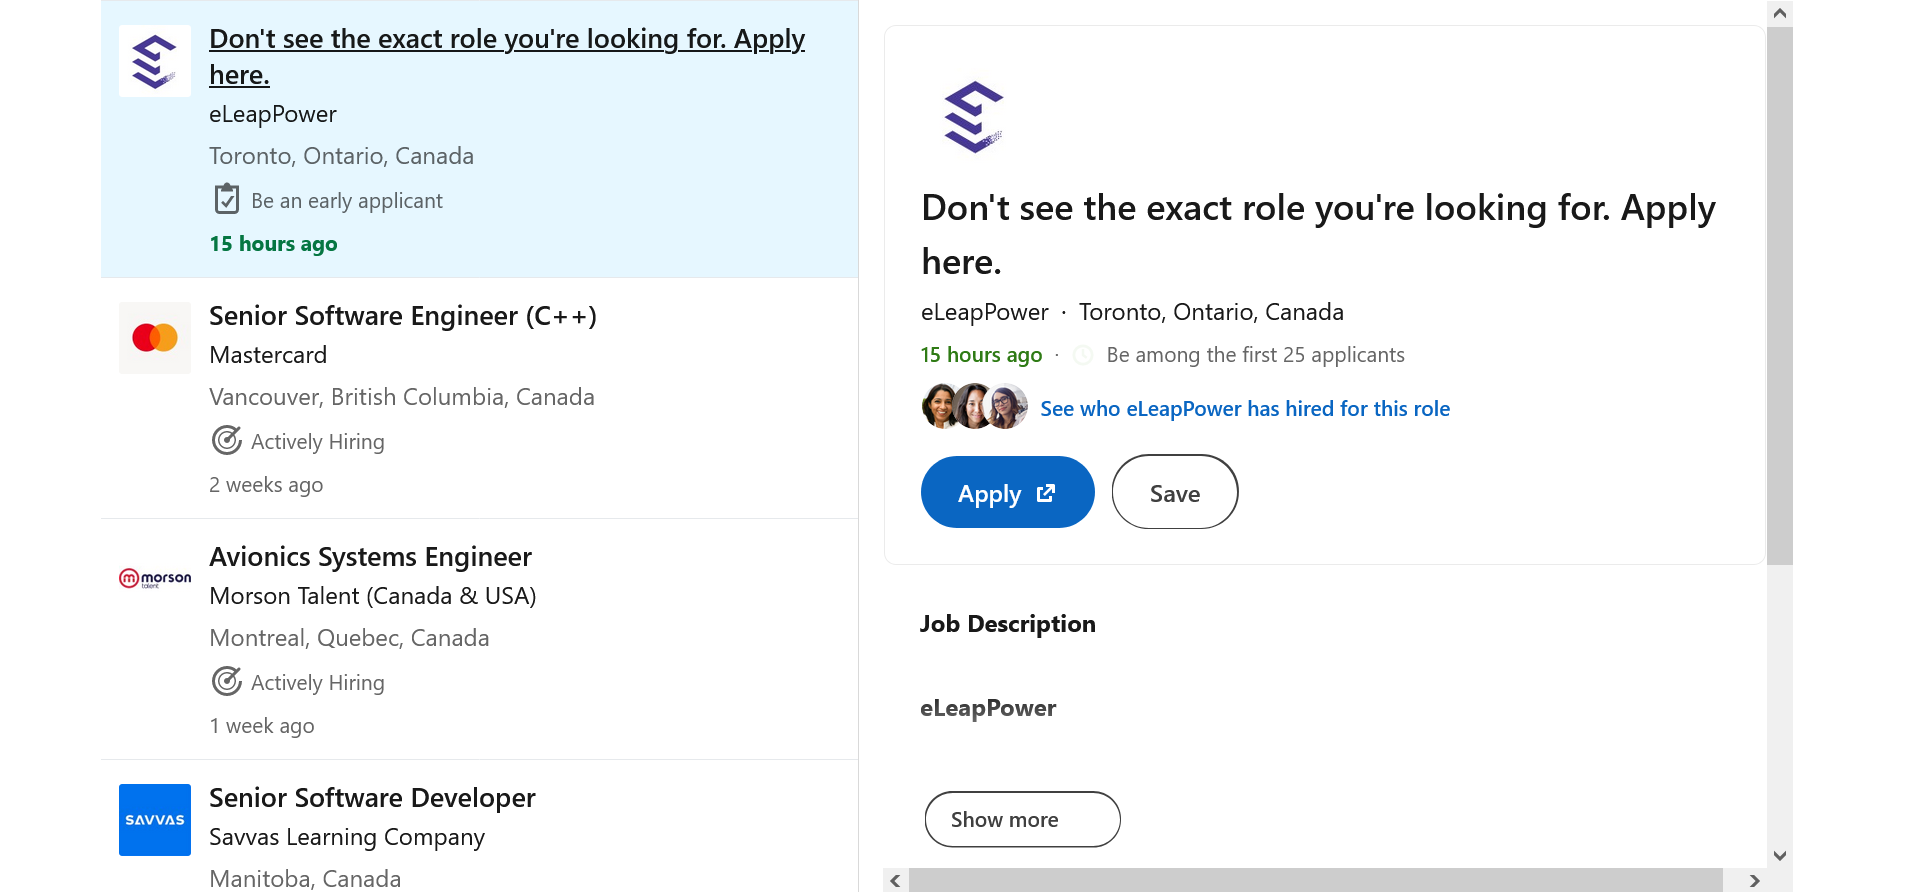 Don't see the exact role you're looking for. Apply
here.
eLeapPower
Toronto, Ontario, Canada
Be an early applicant
15 hours ago
Senior Software Engineer (C++)
Mastercard
Vancouver, British Columbia, Canada
Actively Hiring
2 weeks ago
morson
talent
Avionics Systems Engineer
Morson Talent (Canada & USA)
Montreal, Quebec, Canada
Actively Hiring
1 week ago
SAVVAS
Senior Software Developer
Savvas Learning Company
Manitoba, Canada
Don't see the exact role you're looking for. Apply
here.
eLeapPower · Toronto, Ontario, Canada
15 hours ago · Be among the first 25 applicants
See who eLeapPower has hired for this role
Apply
Save
Job Description
eLeapPower
Show more